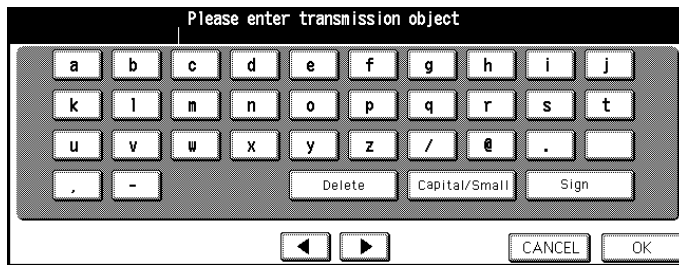 Please enter transmission object
a b c d e f g h i j
k l m n o p q r s t
u v w x y z / @ .
, - Delete Capital/Small Sign
CANCEL OK